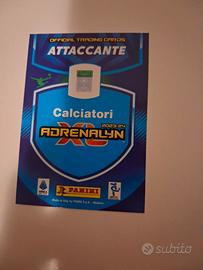 OFFICIAL TRADING CARDS
ATTACCANTE
Calciatori
2023-24
ADRENALYN
XL
PANINI
subito